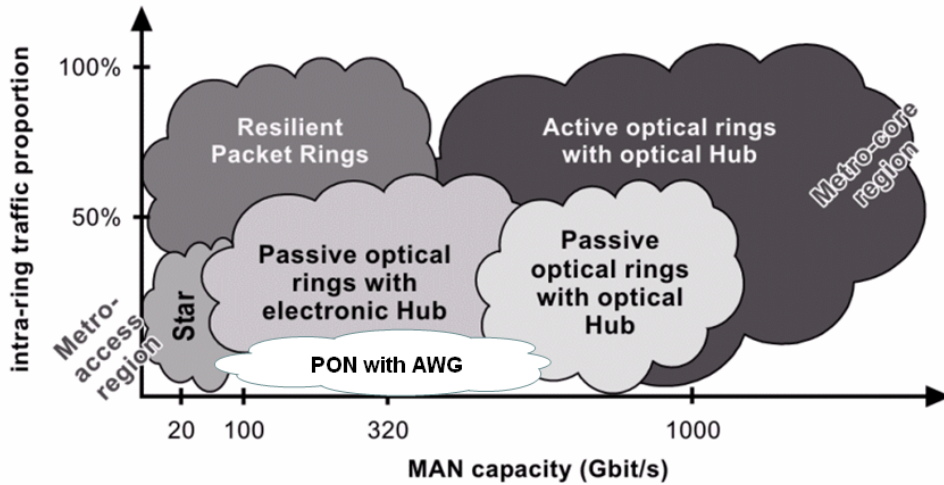 intra-ring traffic proportion
100%
50%
Resilient
Packet Rings
Active optical rings
with optical Hub
Metro-core
region
Passive optical
rings with
electronic Hub
Passive
optical rings
with optical
Hub
Star
Metro-
access
region
PON with AWG
20
100
320
1000
MAN capacity (Gbit/s)